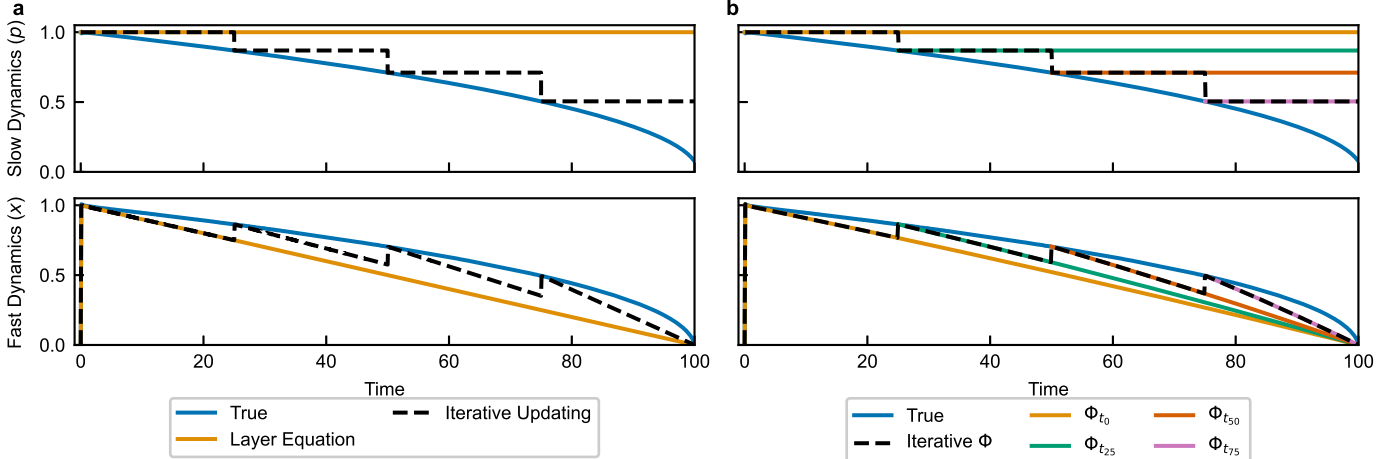 a
b
Slow Dynamics (p)
1.0
0.5
0.0
Fast Dynamics (x)
1.0
0.5
0.0
0 20 40 60 80 100
0 20 40 60 80 100
Time
Time
True
Iterative Updating
Layer Equation
True
Iterative Φ
Φt0
Φt25
Φt50
Φt75